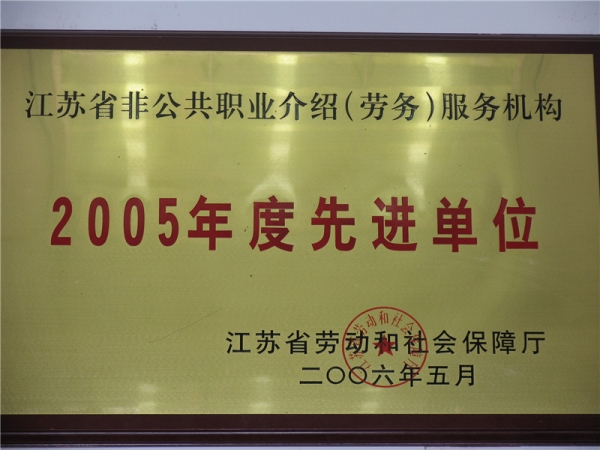 江苏省非公共职业介绍(劳务)服务机构
2005年度先进单位
江苏省劳动和社会保障厅
二〇〇六年五月